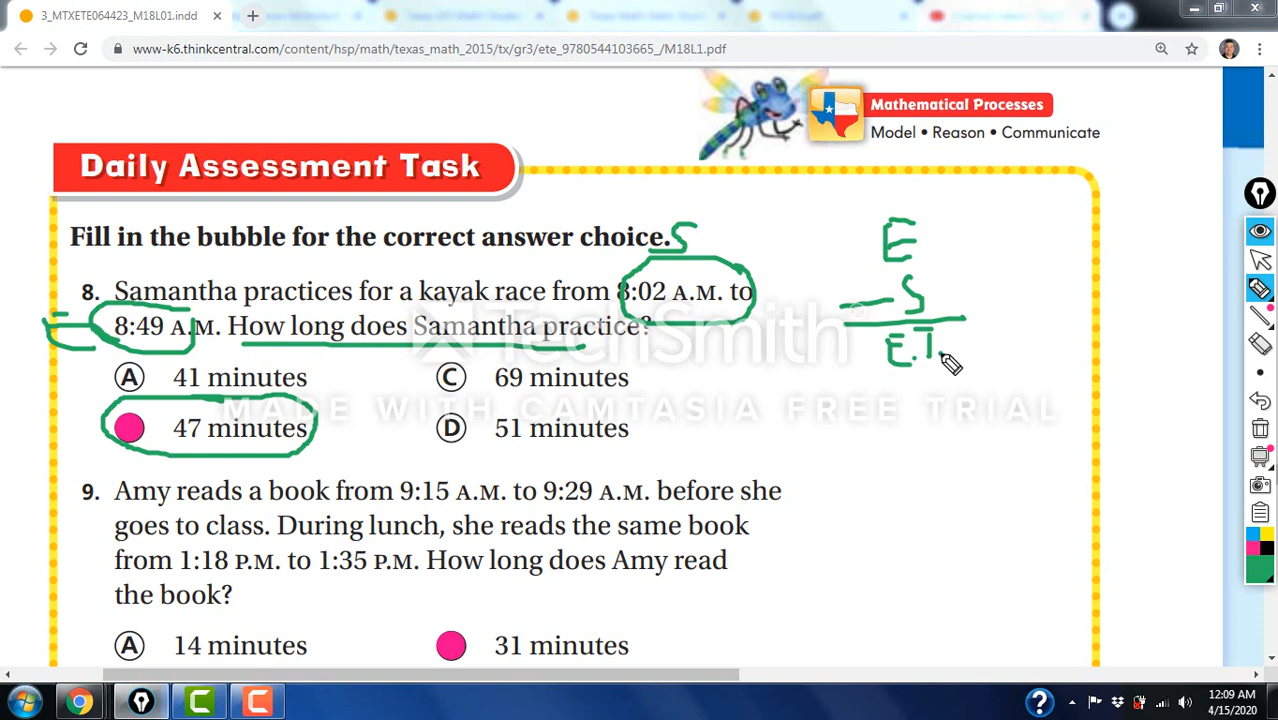 3_MTXETE064423_M18L01.indd
www-k6.thinkcentral.com/content/hsp/math/texas_math_2015/tx/gr3/ete_9780544103665_/M18L1.pdf
Mathematical Processes
Model • Reason • Communicate
Daily Assessment Task
Fill in the bubble for the correct answer choice.
S
E
8. Samantha practices for a kayak race from 8:02 A.M. to
- S
E 8:49 A.M. How long does Samantha practice?
E.T.
TechSmith
A 41 minutes
C 69 minutes
MADE WITH CAMTASIA FREE TRIAL
47 minutes
D 51 minutes
9. Amy reads a book from 9:15 A.M. to 9:29 A.M. before she
goes to class. During lunch, she reads the same book
from 1:18 P.M. to 1:35 P.M. How long does Amy read
the book?
A 14 minutes
31 minutes
12:09 AM
4/15/2020